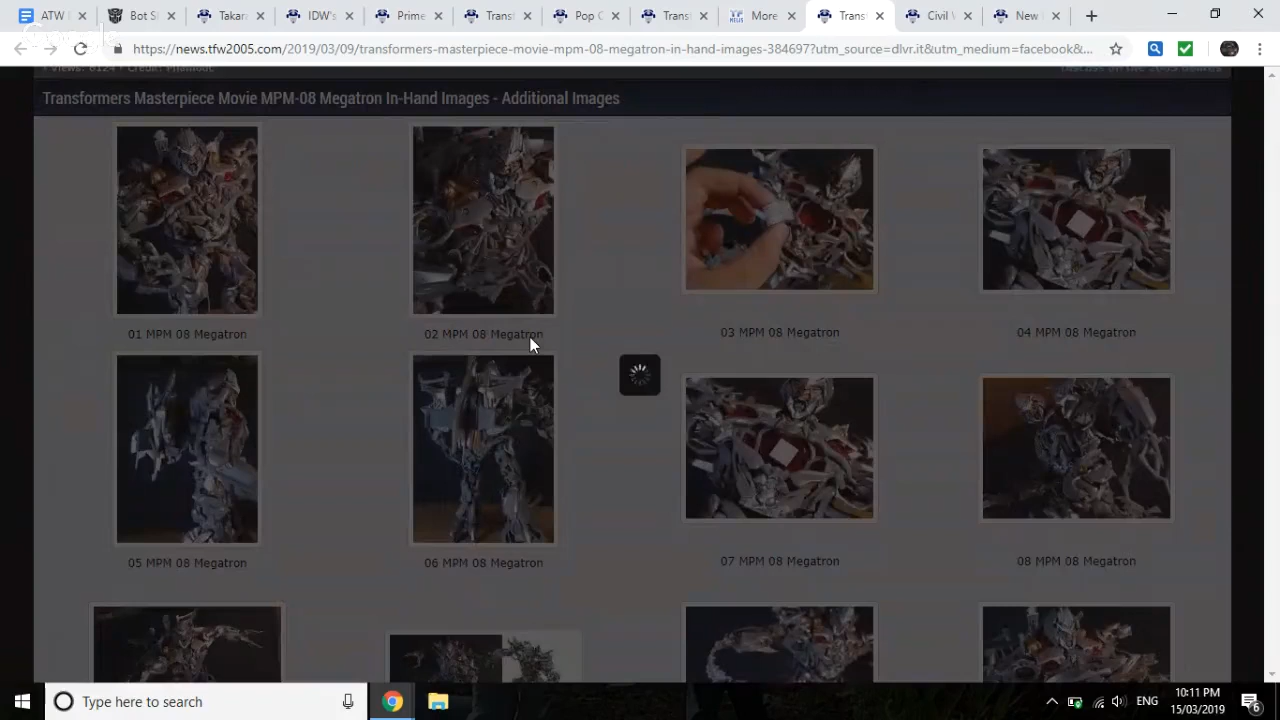 ATW
Bot S
Takar
IDW's
Prime
Trans
Pop C
Trans
More
Trans
Civil
New
https://news.tfw2005.com/2019/03/09/transformers-masterpiece-movie-mpm-08-megatron-in-hand-images-384697?utm_source=dlvr.it&utm_medium=facebook&...
Transformers Masterpiece Movie MPM-08 Megatron In-Hand Images - Additional Images
01 MPM 08 Megatron
02 MPM 08 Megatron
03 MPM 08 Megatron
04 MPM 08 Megatron
05 MPM 08 Megatron
06 MPM 08 Megatron
07 MPM 08 Megatron
08 MPM 08 Megatron
Type here to search
ENG
10:11 PM
15/03/2019
6